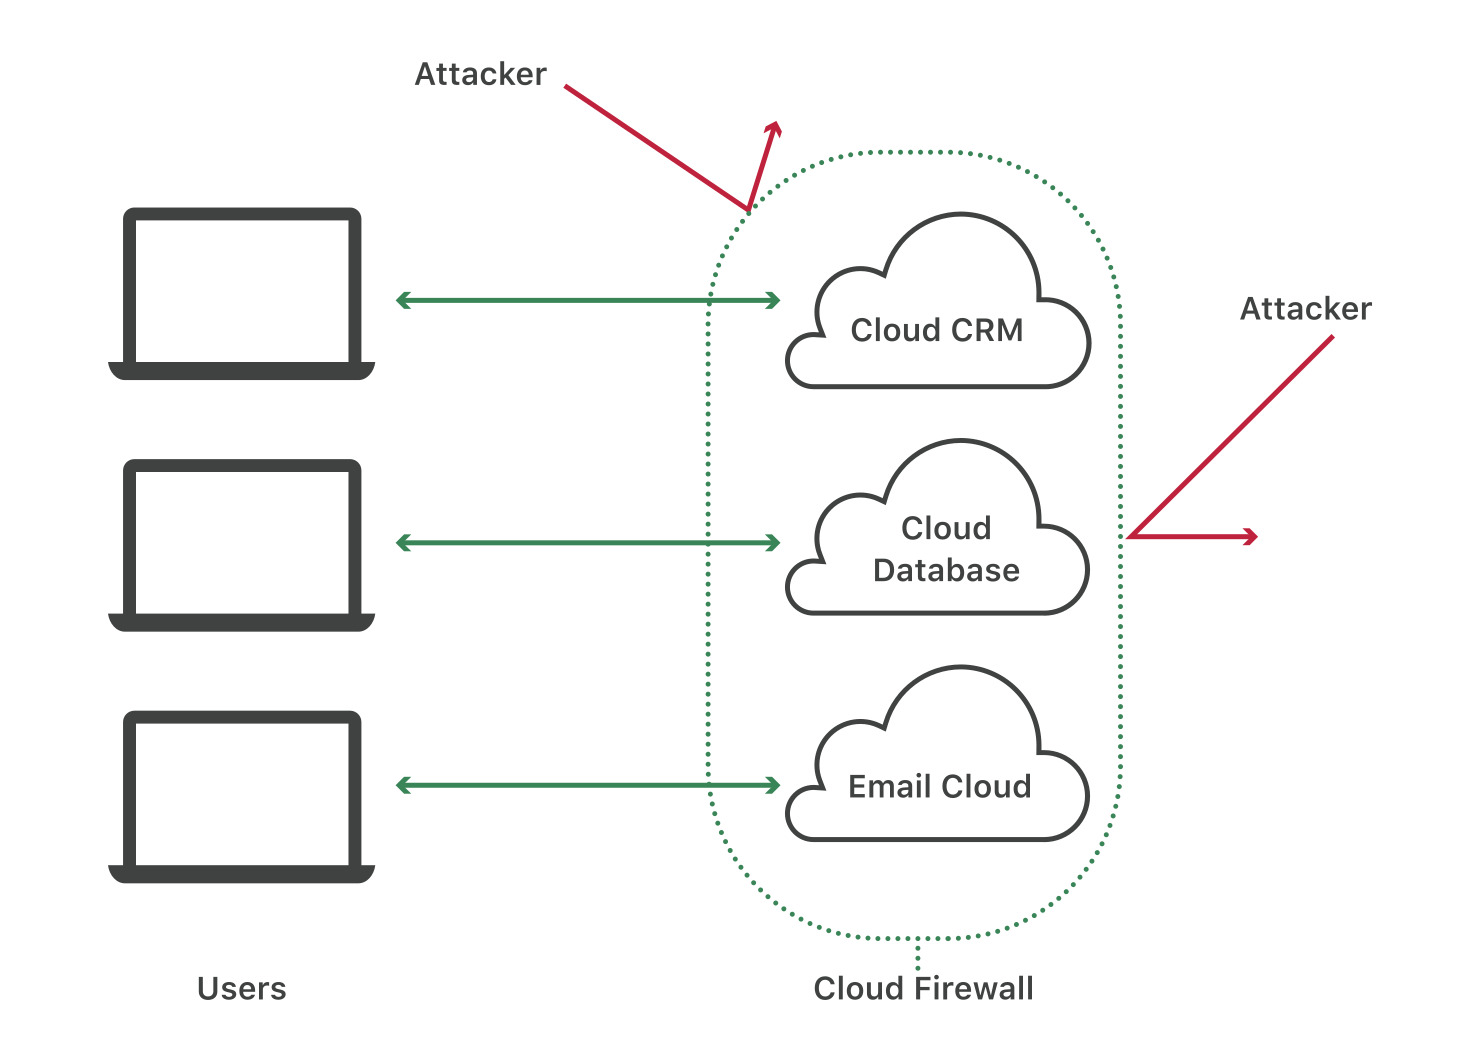 Attacker
Attacker
Cloud CRM
Cloud
Database
Email Cloud
Users
Cloud Firewall